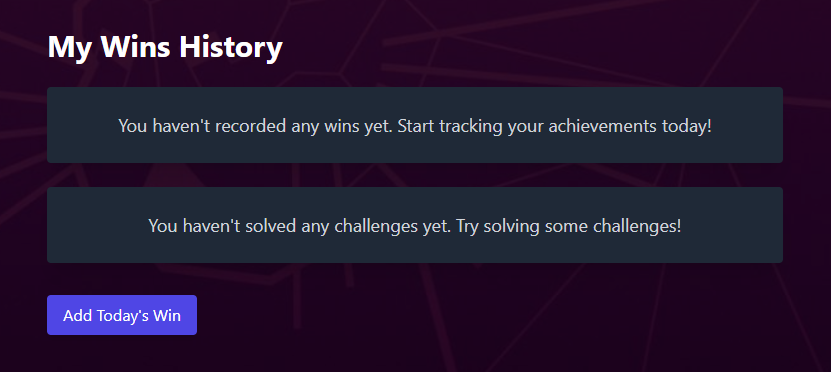 My Wins History
You haven't recorded any wins yet. Start tracking your achievements today!
You haven't solved any challenges yet. Try solving some challenges!
Add Today's Win